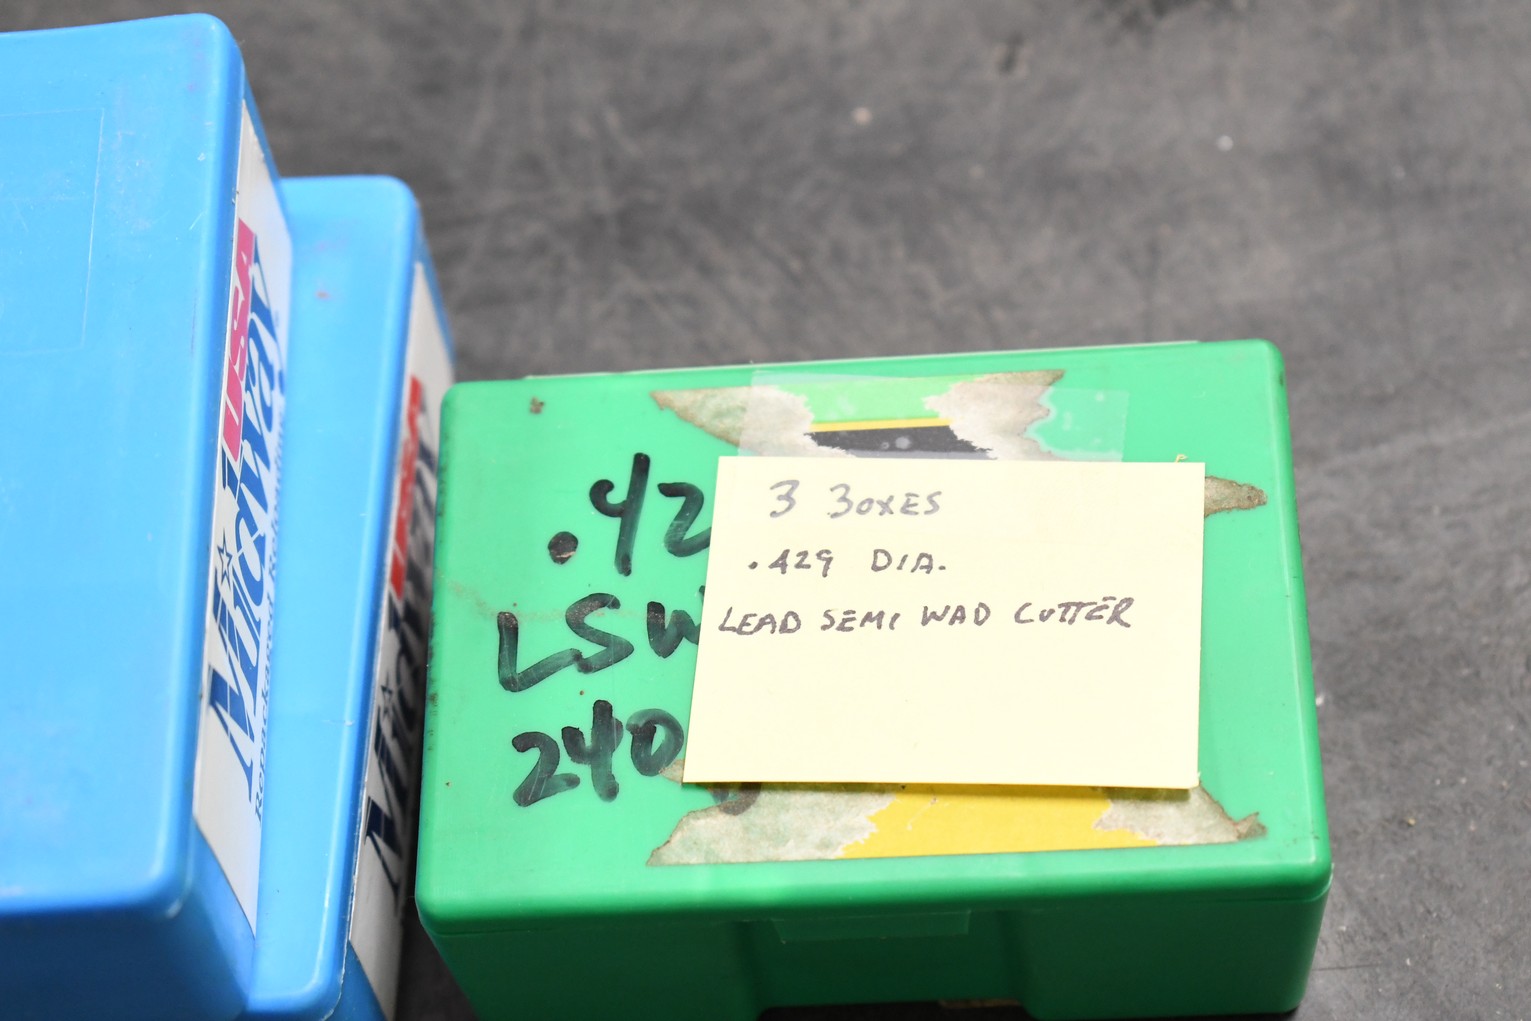 USA
Midway
USA
Midway
.42
LSW
240
3 BOXES
.429 DIA.
LEAD SEMI WAD CUTTER